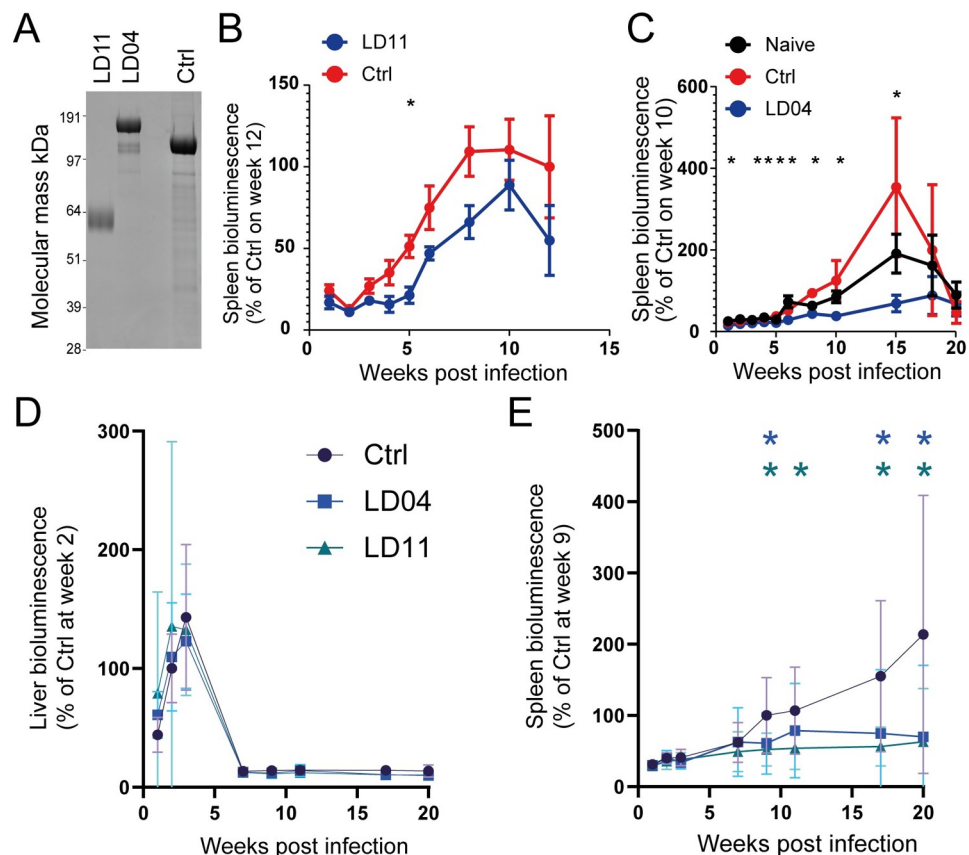 A
LD11
LD04
Ctrl
Molecular mass kDa
191
97
64
51
39
28
B
LD11
Ctrl
*
Spleen bioluminescence
(% of Ctrl on week 12)
150
100
50
0
0 5 10 15
Weeks post infection
C
Naive
Ctrl
LD04
* * * * * * * *
Spleen bioluminescence
(% of Ctrl on week 10)
600
400
200
0
0 5 10 15 20
Weeks post infection
D
Ctrl
LD04
LD11
Liver bioluminescence
(% of Ctrl at week 2)
300
200
100
0
0 5 10 15 20
Weeks post infection
E
* * *
* * * *
Spleen bioluminescence
(% of Ctrl at week 9)
500
400
300
200
100
0
0 5 10 15 20
Weeks post infection